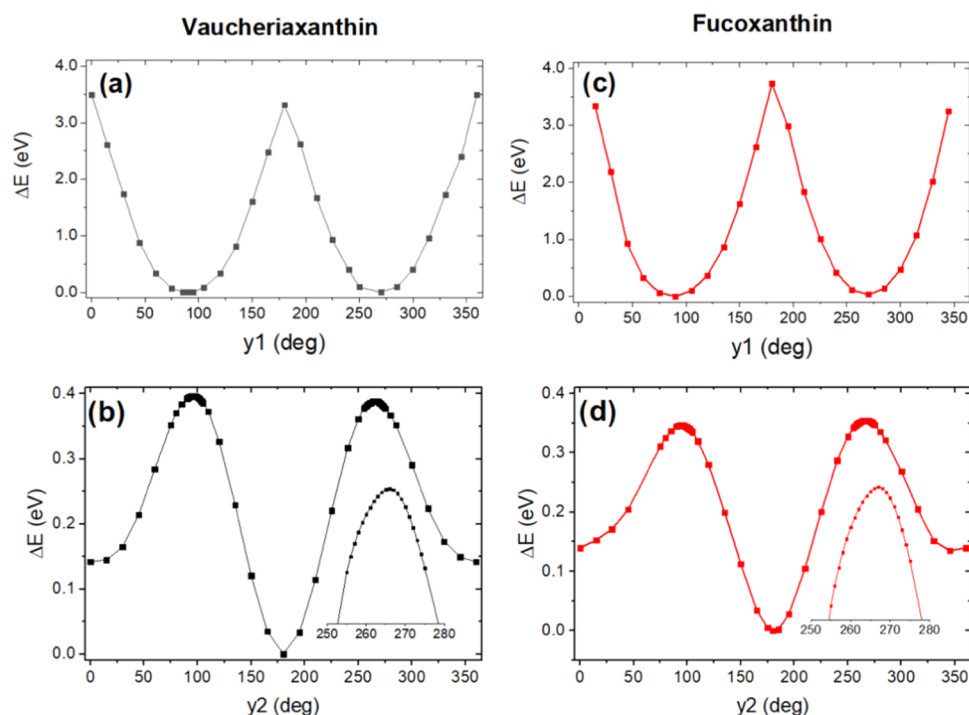 Vaucheriaxanthin
Fucoxanthin
(a)
4.0
3.0
2.0
1.0
0.0
ΔE (eV)
0 50 100 150 200 250 300 350
y1 (deg)
(c)
4.0
3.0
2.0
1.0
0.0
ΔE (eV)
0 50 100 150 200 250 300 350
y1 (deg)
(b)
0.4
0.3
0.2
0.1
0.0
ΔE (eV)
250 260 270 280
0 50 100 150 200 250 300 350
y2 (deg)
(d)
0.4
0.3
0.2
0.1
0.0
ΔE (eV)
250 260 270 280
0 50 100 150 200 250 300 350
y2 (deg)